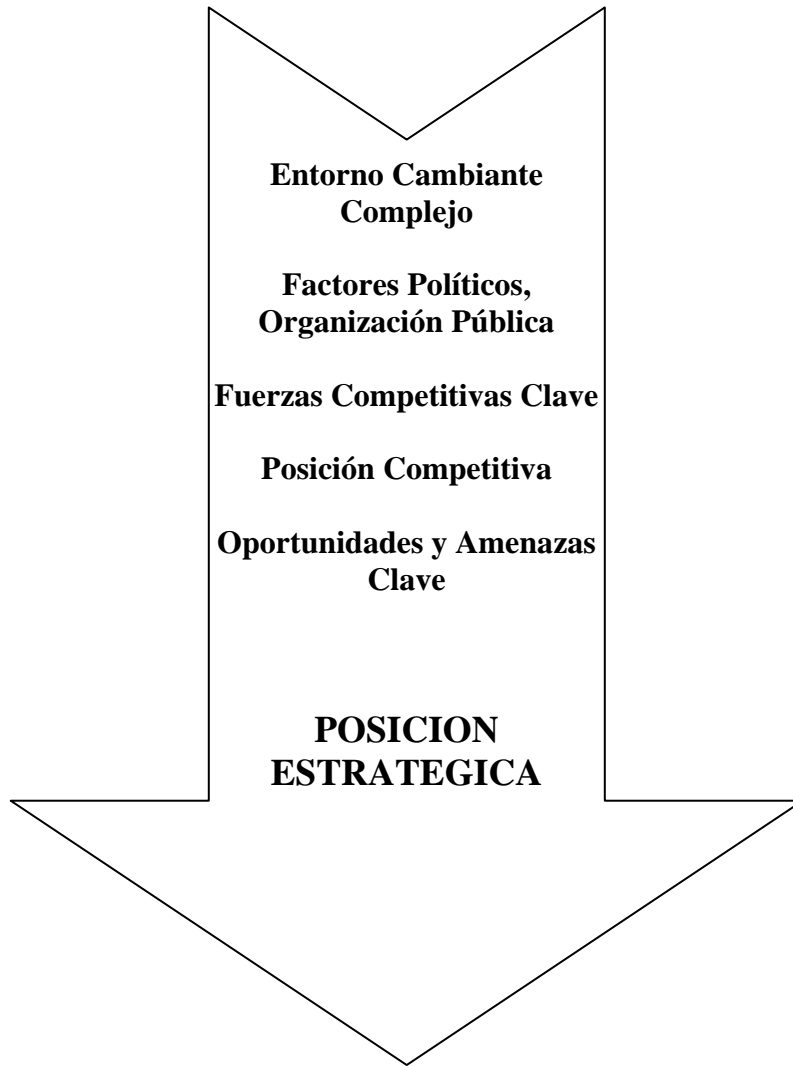 Entorno Cambiante
Complejo
Factores Políticos,
Organización Pública
Fuerzas Competitivas Clave
Posición Competitiva
Oportunidades y Amenazas
Clave
POSICION
ESTRATEGICA